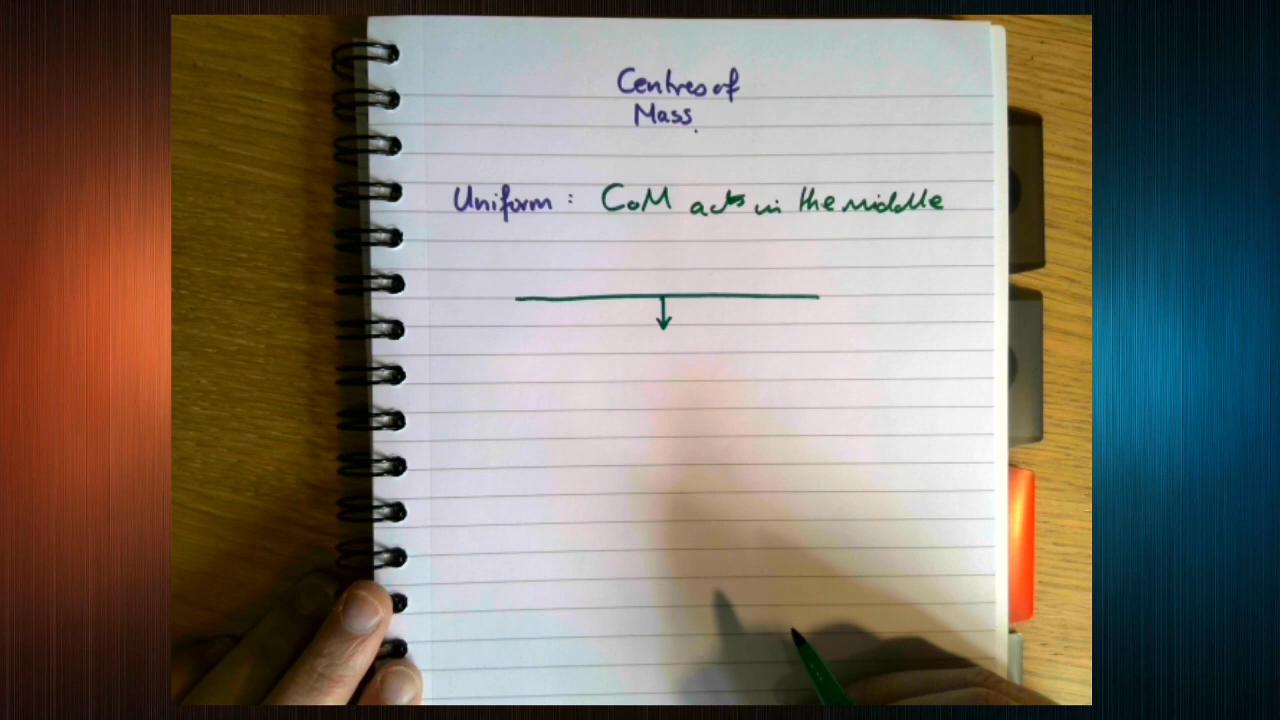 Centres of
Mass.
Uniform : CoM acts in the middle